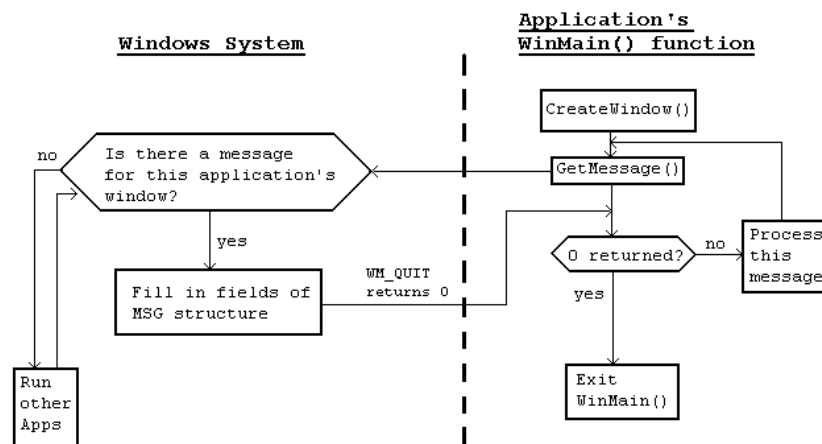 Windows System
Application's
WinMain() function
CreateWindow()
no
Is there a message
for this application's
window?
GetMessage()
yes
WM_QUIT
returns 0
0 returned?
no
Process
this
message
Fill in fields of
MSG structure
yes
Run
other
Apps
Exit
WinMain()